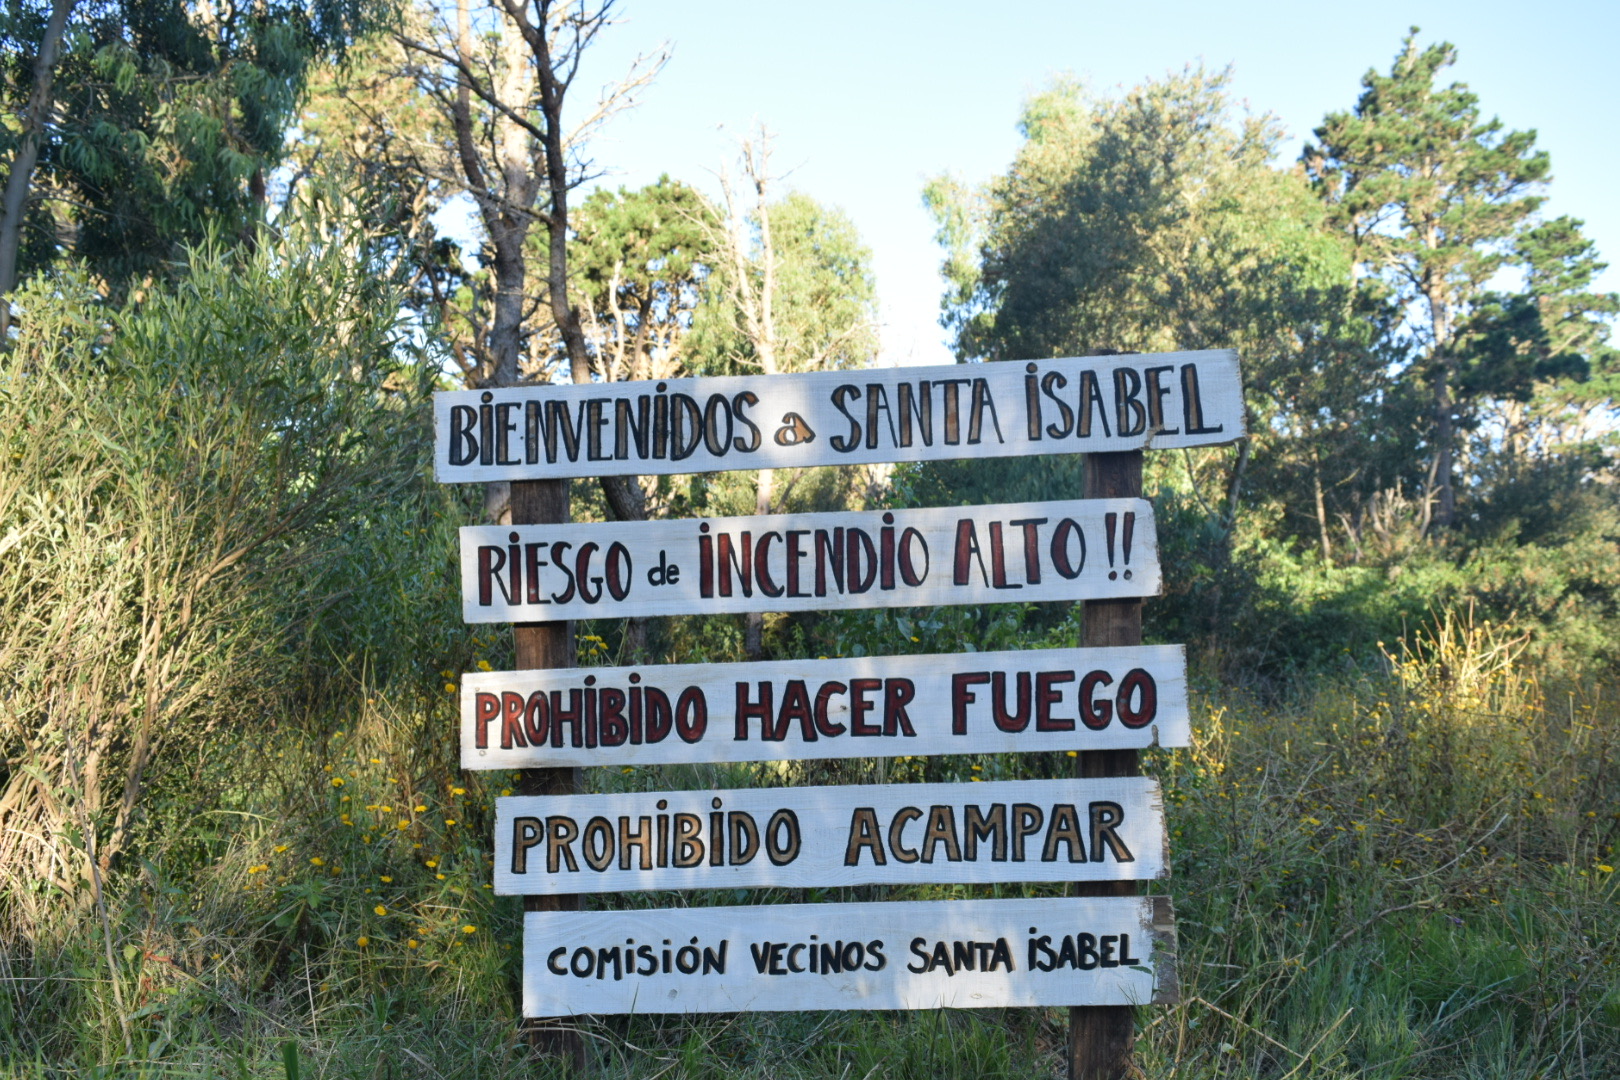 BIENVENIDOS a SANTA ISABEL
RIESGO de INCENDIO ALTO !!
PROHIBIDO HACER FUEGO
PROHIBIDO ACAMPAR
COMISIÓN VECINOS SANTA ISABEL